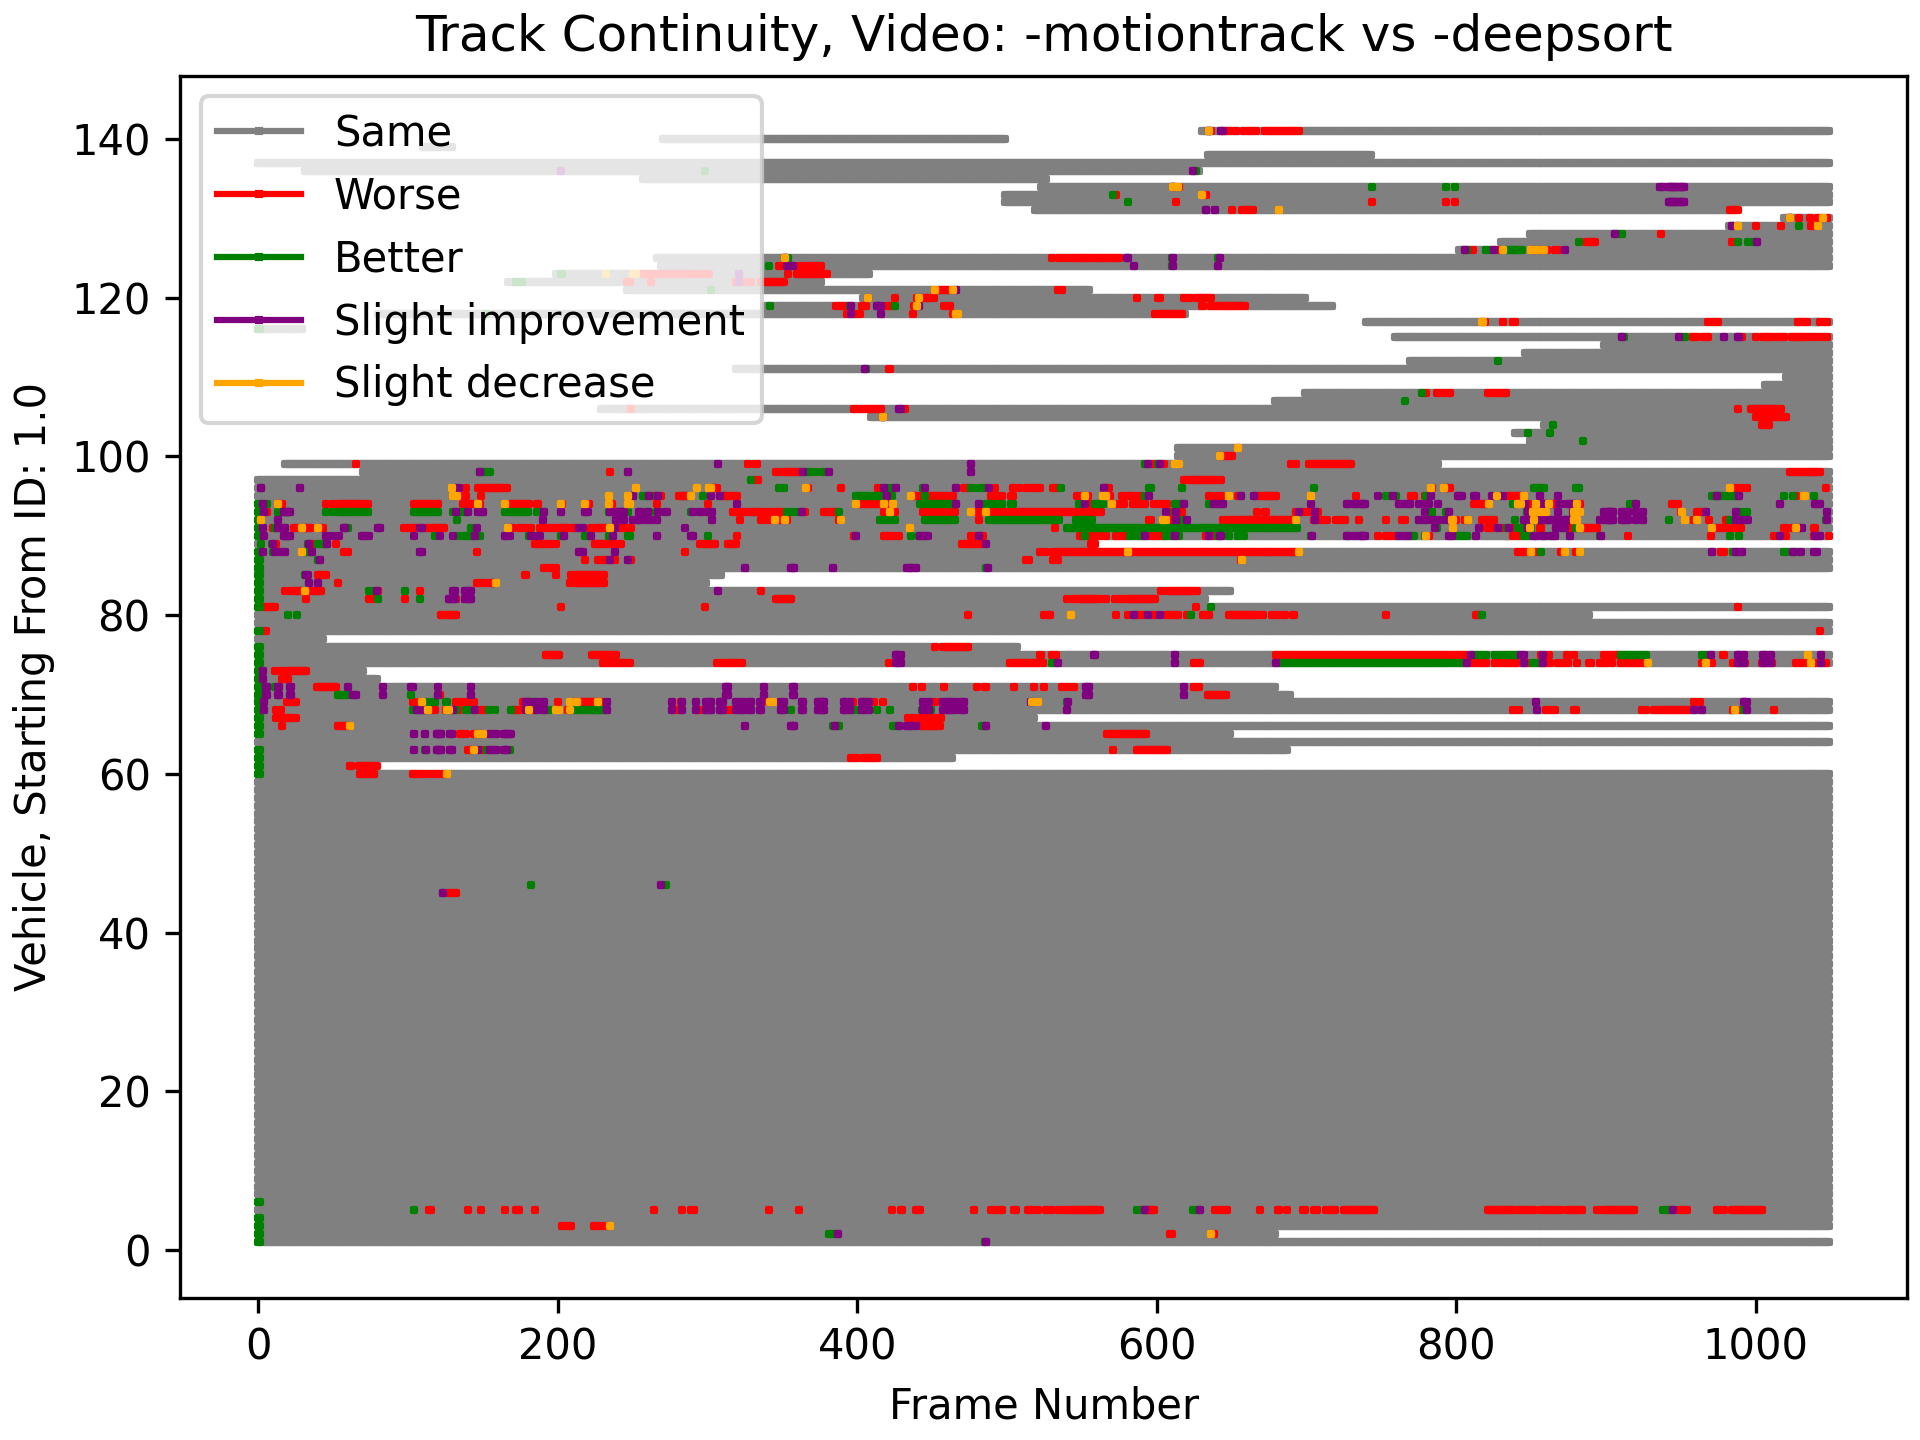 Track Continuity, Video: -motiontrack vs -deepsort
Same
Worse
Better
Slight improvement
Slight decrease
140
120
100
80
60
40
20
0
Vehicle, Starting From ID: 1.0
0 200 400 600 800 1000
Frame Number